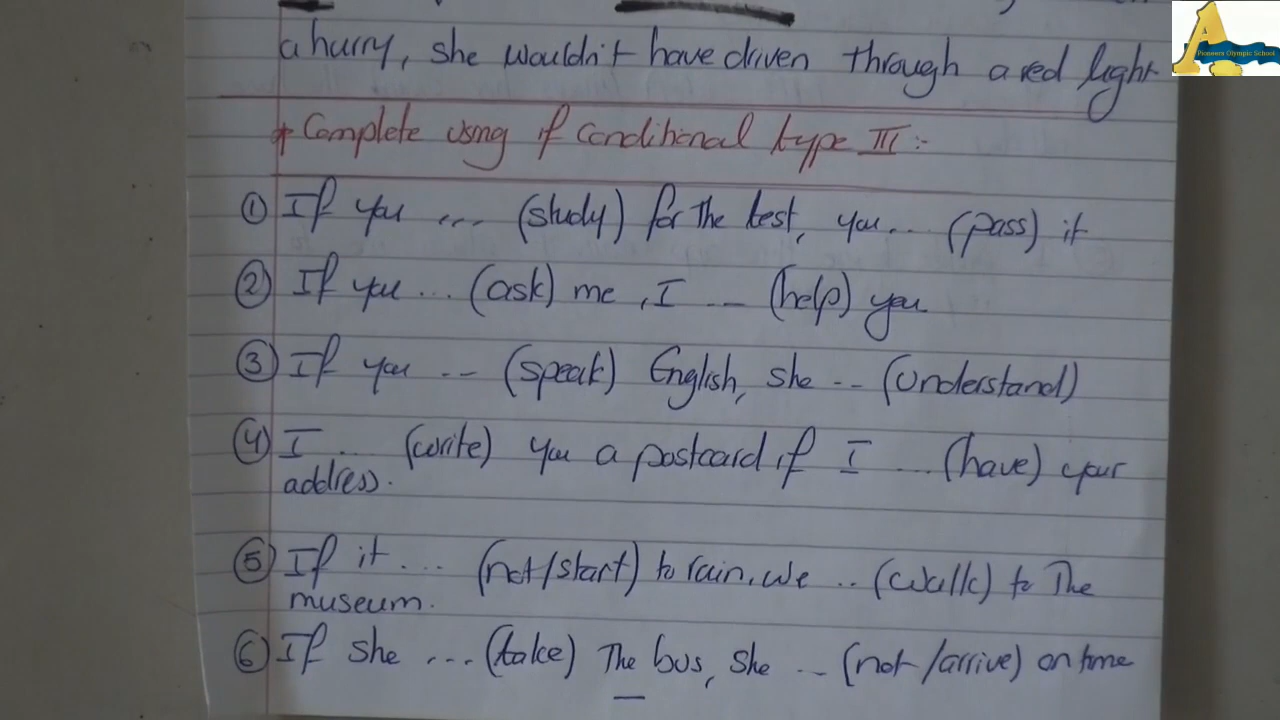 a hurry, she wouldn't have driven through a red light
* Complete using if conditional type III :-
① If you .... (study) for the test, you... (pass) it
② If you ... (ask) me , I ... (help) you
③ If you ... (speak) English, she -- (understand)
④ I ... (write) you a postcard if I ... (have) your
address.
⑤ If it .... (not/start) to rain, we .. (walk) to The
museum.
⑥ If she ... (take) The bus, she ... (not/arrive) on time
Pioneers Olympic School